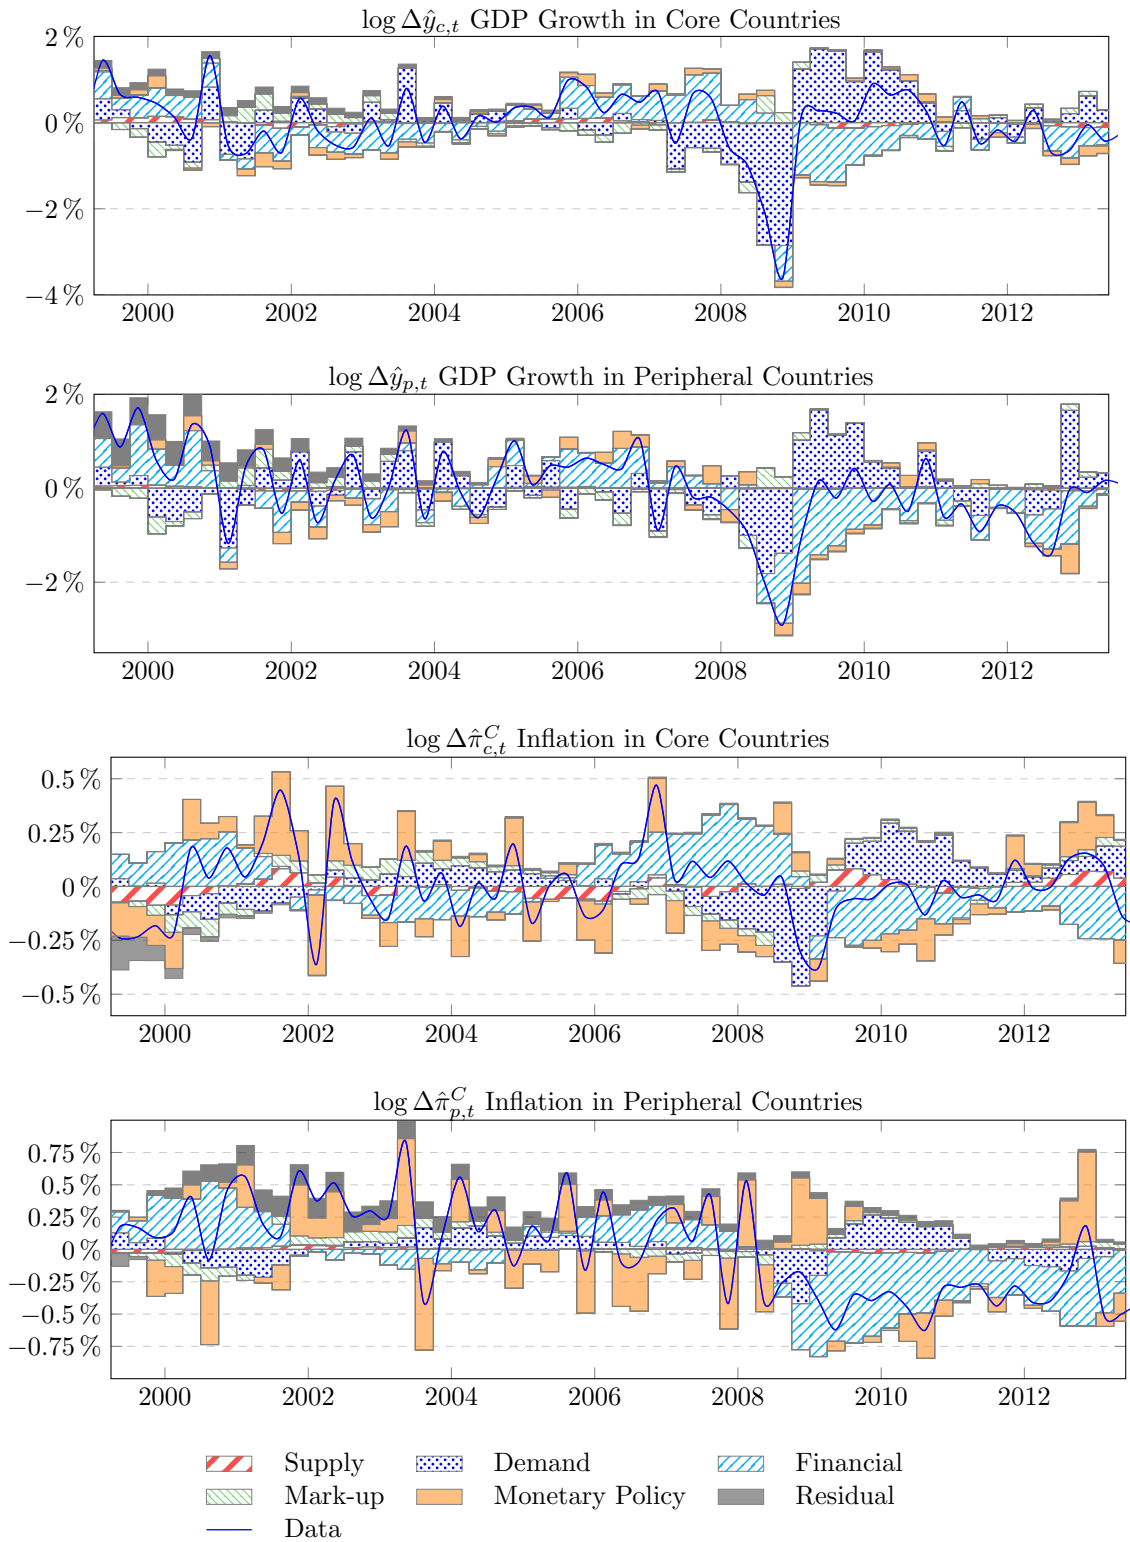 log Δŷc,t GDP Growth in Core Countries
2 %
0 %
−2 %
−4 %
2000 2002 2004 2006 2008 2010 2012
log Δŷp,t GDP Growth in Peripheral Countries
2 %
0 %
−2 %
2000 2002 2004 2006 2008 2010 2012
log Δπ̂ᶜc,t Inflation in Core Countries
0.5 %
0.25 %
0 %
−0.25 %
−0.5 %
2000 2002 2004 2006 2008 2010 2012
log Δπ̂ᶜp,t Inflation in Peripheral Countries
0.75 %
0.5 %
0.25 %
0 %
−0.25 %
−0.5 %
−0.75 %
2000 2002 2004 2006 2008 2010 2012
Supply Demand Financial
Mark-up Monetary Policy Residual
Data